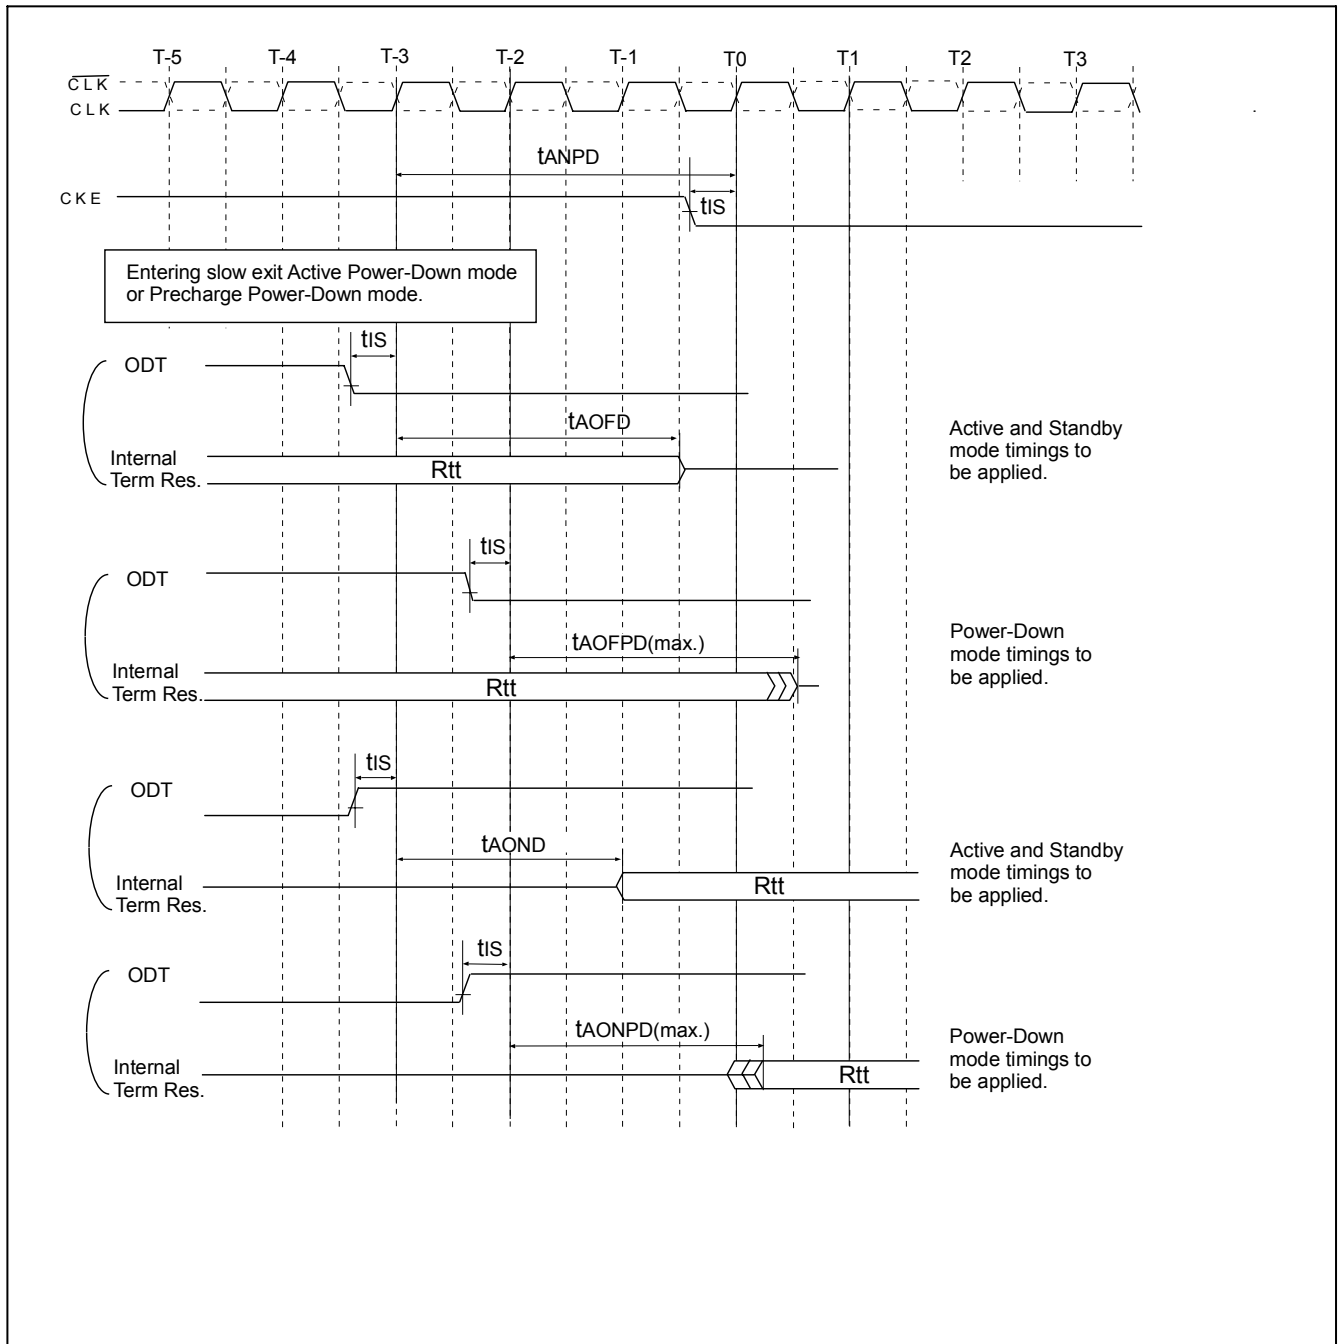 T-5 T-4 T-3 T-2 T-1 T0 T1 T2 T3
CLK
CLK
tANPD
CKE
tIS
Entering slow exit Active Power-Down mode
or Precharge Power-Down mode.
tIS
ODT
tAOFD
Internal
Term Res.
Rtt
Active and Standby
mode timings to
be applied.
tIS
ODT
tAOFPD(max.)
Internal
Term Res.
Rtt
Power-Down
mode timings to
be applied.
tIS
ODT
tAOND
Internal
Term Res.
Rtt
Active and Standby
mode timings to
be applied.
tIS
ODT
tAONPD(max.)
Internal
Term Res.
Rtt
Power-Down
mode timings to
be applied.